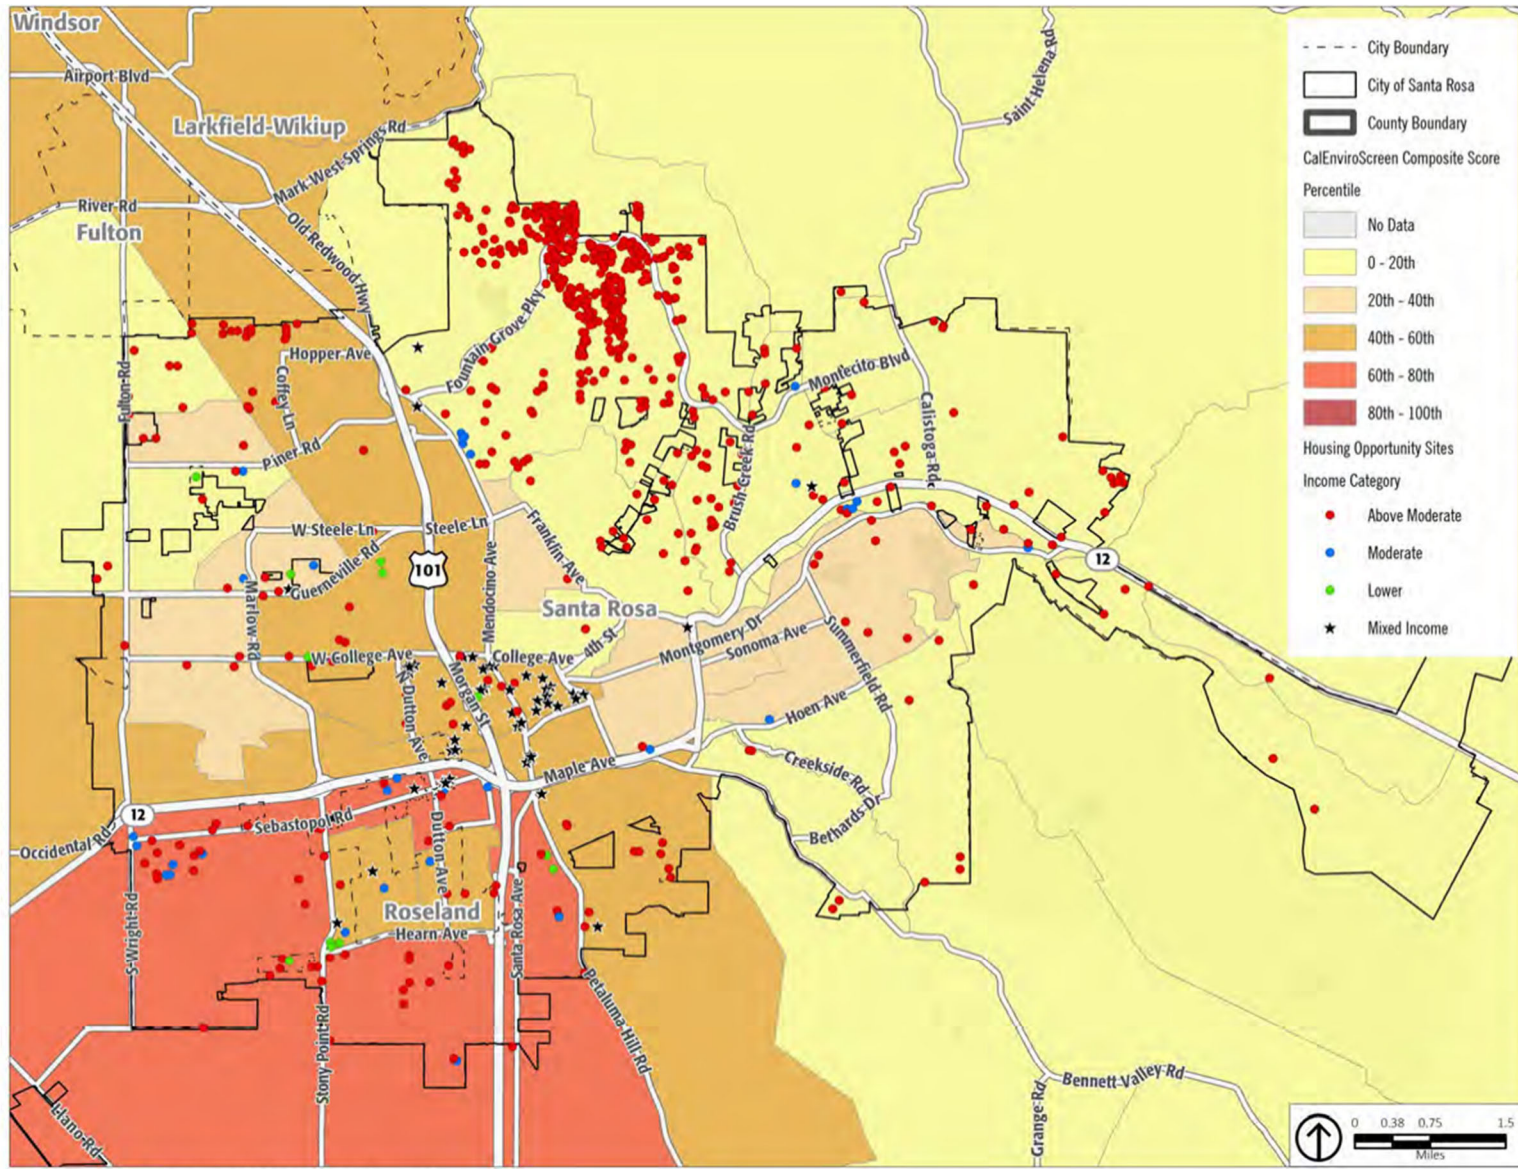 Windsor
Airport Blvd
Larkfield-Wikiup
Mark-West-Springs Rd
River Rd
Fulton
Old-Redwood-Hwy
Saint-Helena Rd
Fountain-Grove-Pky
Hopper Ave
Coffey Ln
Fulton-Rd
Piner Rd
Montecito Blvd
Calistoga-Rd
Brush-Creek Rd
W Steele Ln
Steele-Ln
Franklin-Ave
Guerneville Rd
Marlow-Rd
101
Mendocino Ave
Santa Rosa
12
4th-St
W-College Ave
College Ave
Montgomery-Dr
Sonoma-Ave
Summerfield-Rd
N-Dutton-Ave
Morgan-St
Hoen Ave
Maple Ave
Creekside-Rd
Bethards-Dr
12
Occidental-Rd
Sebastopol-Rd
Dutton-Ave
Roseland
Hearn-Ave
S-Wright-Rd
Santa-Rosa-Ave
Stony-Point-Rd
Petaluma-Hill-Rd
Llano-Rd
Bennett-Valley-Rd
Grange-Rd
City Boundary
City of Santa Rosa
County Boundary
CalEnviroScreen Composite Score
Percentile
No Data
0 - 20th
20th - 40th
40th - 60th
60th - 80th
80th - 100th
Housing Opportunity Sites
Income Category
Above Moderate
Moderate
Lower
Mixed Income
0 0.38 0.75 1.5
Miles